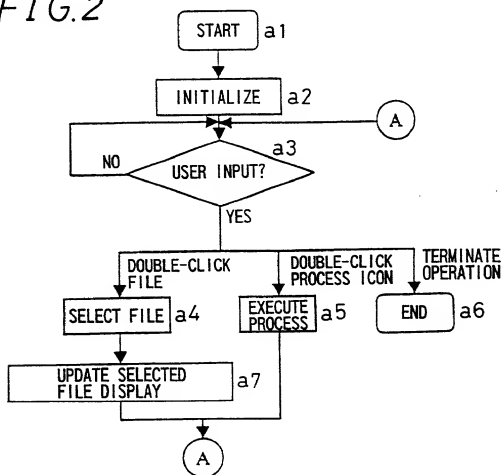 FIG.2
START a1
INITIALIZE a2
A
a3
NO USER INPUT?
YES
DOUBLE-CLICK
FILE
DOUBLE-CLICK
PROCESS ICON
TERMINATE
OPERATION
SELECT FILE a4
EXECUTE
PROCESS a5
END a6
UPDATE SELECTED
FILE DISPLAY a7
A